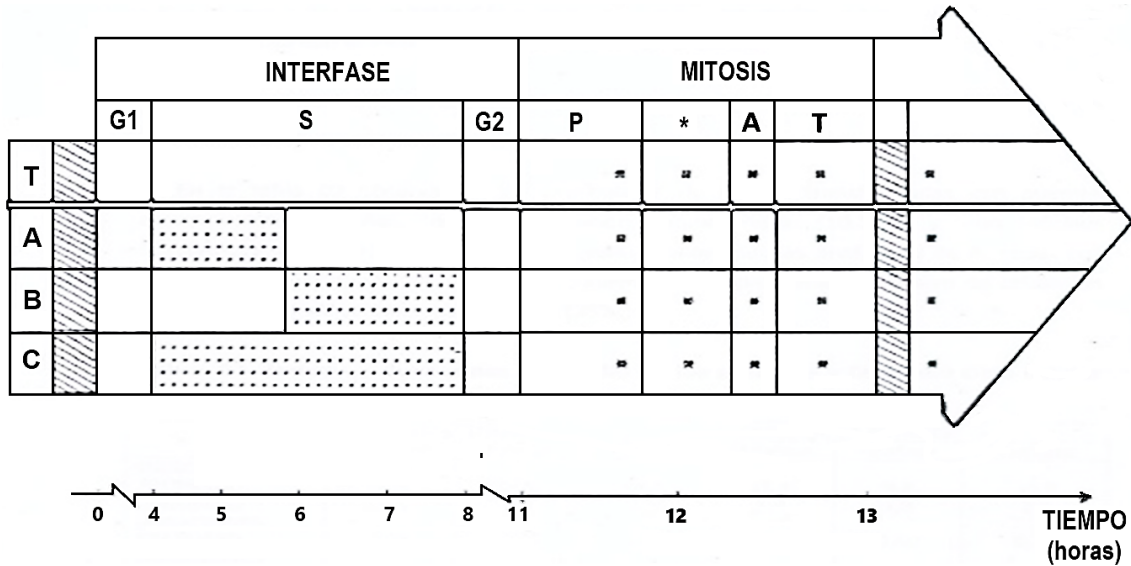 INTERFASE MITOSIS
G1 S G2 P * A T
T
A
B
C
0 4 5 6 7 8 11 12 13
TIEMPO
(horas)